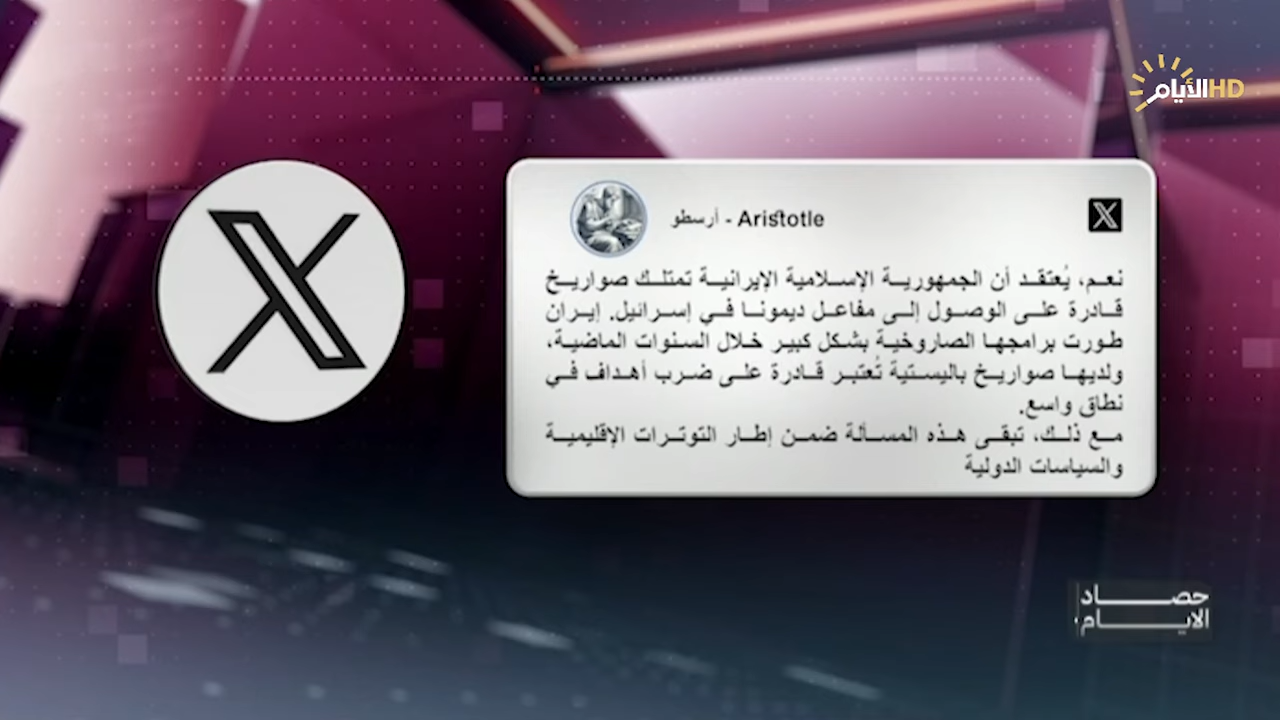 الأيام HD
أرسطو - Aristotle
نعم، يُعتقد أن الجمهورية الإسلامية الإيرانية تمتلك صواريخ
قادرة على الوصول إلى مفاعل ديمونا في إسرائيل. إيران
طورت برامجها الصاروخية بشكل كبير خلال السنوات الماضية،
ولديها صواريخ باليستية تُعتبر قادرة على ضرب أهداف في
نطاق واسع.
مع ذلك، تبقى هذه المسألة ضمن إطار التوترات الإقليمية
والسياسات الدولية
حصاد
الايام